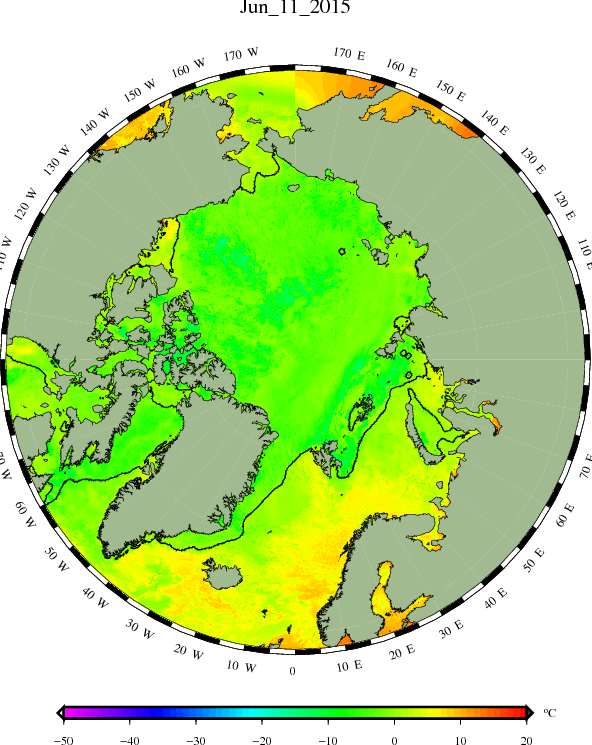 Jun_11_2015
170 W
170 E
160 W
160 E
150 W
150 E
140 W
140 E
130 W
130 E
120 W
120 E
110 E
70 E
60 W
60 E
50 W
50 E
40 W
40 E
30 W
30 E
20 W
20 E
10 W
10 E
0
°C
−50 −40 −30 −20 −10 0 10 20